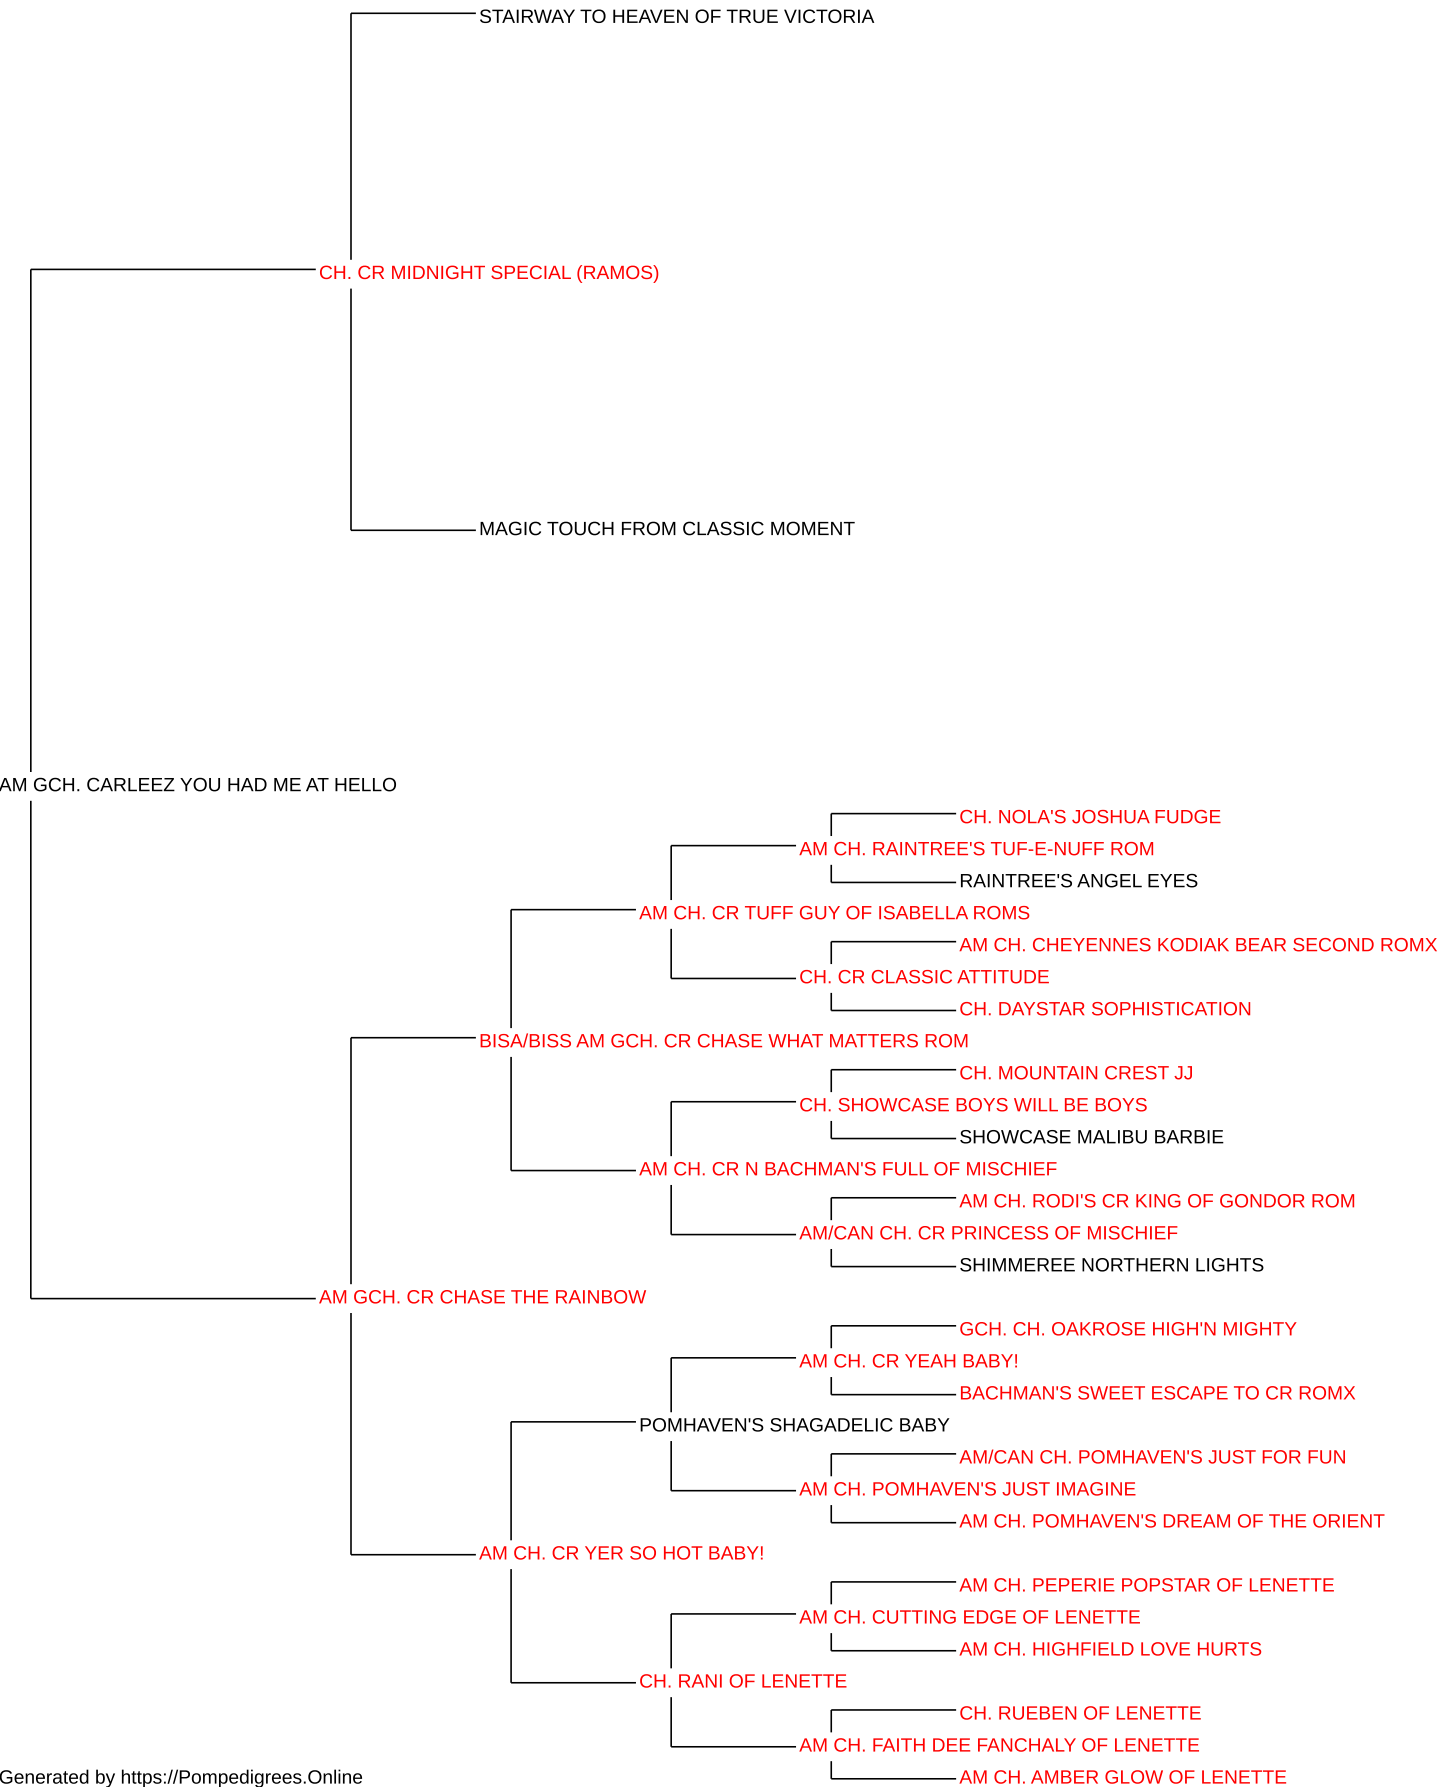 STAIRWAY TO HEAVEN OF TRUE VICTORIA
CH. CR MIDNIGHT SPECIAL (RAMOS)
MAGIC TOUCH FROM CLASSIC MOMENT
AM GCH. CARLEEZ YOU HAD ME AT HELLO
CH. NOLA'S JOSHUA FUDGE
AM CH. RAINTREE'S TUF-E-NUFF ROM
RAINTREE'S ANGEL EYES
AM CH. CR TUFF GUY OF ISABELLA ROMS
AM CH. CHEYENNES KODIAK BEAR SECOND ROMX
CH. CR CLASSIC ATTITUDE
CH. DAYSTAR SOPHISTICATION
BISA/BISS AM GCH. CR CHASE WHAT MATTERS ROM
CH. MOUNTAIN CREST JJ
CH. SHOWCASE BOYS WILL BE BOYS
SHOWCASE MALIBU BARBIE
AM CH. CR N BACHMAN'S FULL OF MISCHIEF
AM CH. RODI'S CR KING OF GONDOR ROM
AM/CAN CH. CR PRINCESS OF MISCHIEF
SHIMMEREE NORTHERN LIGHTS
AM GCH. CR CHASE THE RAINBOW
GCH. CH. OAKROSE HIGH'N MIGHTY
AM CH. CR YEAH BABY!
BACHMAN'S SWEET ESCAPE TO CR ROMX
POMHAVEN'S SHAGADELIC BABY
AM/CAN CH. POMHAVEN'S JUST FOR FUN
AM CH. POMHAVEN'S JUST IMAGINE
AM CH. POMHAVEN'S DREAM OF THE ORIENT
AM CH. CR YER SO HOT BABY!
AM CH. PEPERIE POPSTAR OF LENETTE
AM CH. CUTTING EDGE OF LENETTE
AM CH. HIGHFIELD LOVE HURTS
CH. RANI OF LENETTE
CH. RUEBEN OF LENETTE
AM CH. FAITH DEE FANCHALY OF LENETTE
AM CH. AMBER GLOW OF LENETTE
Generated by https://Pompedigrees.Online